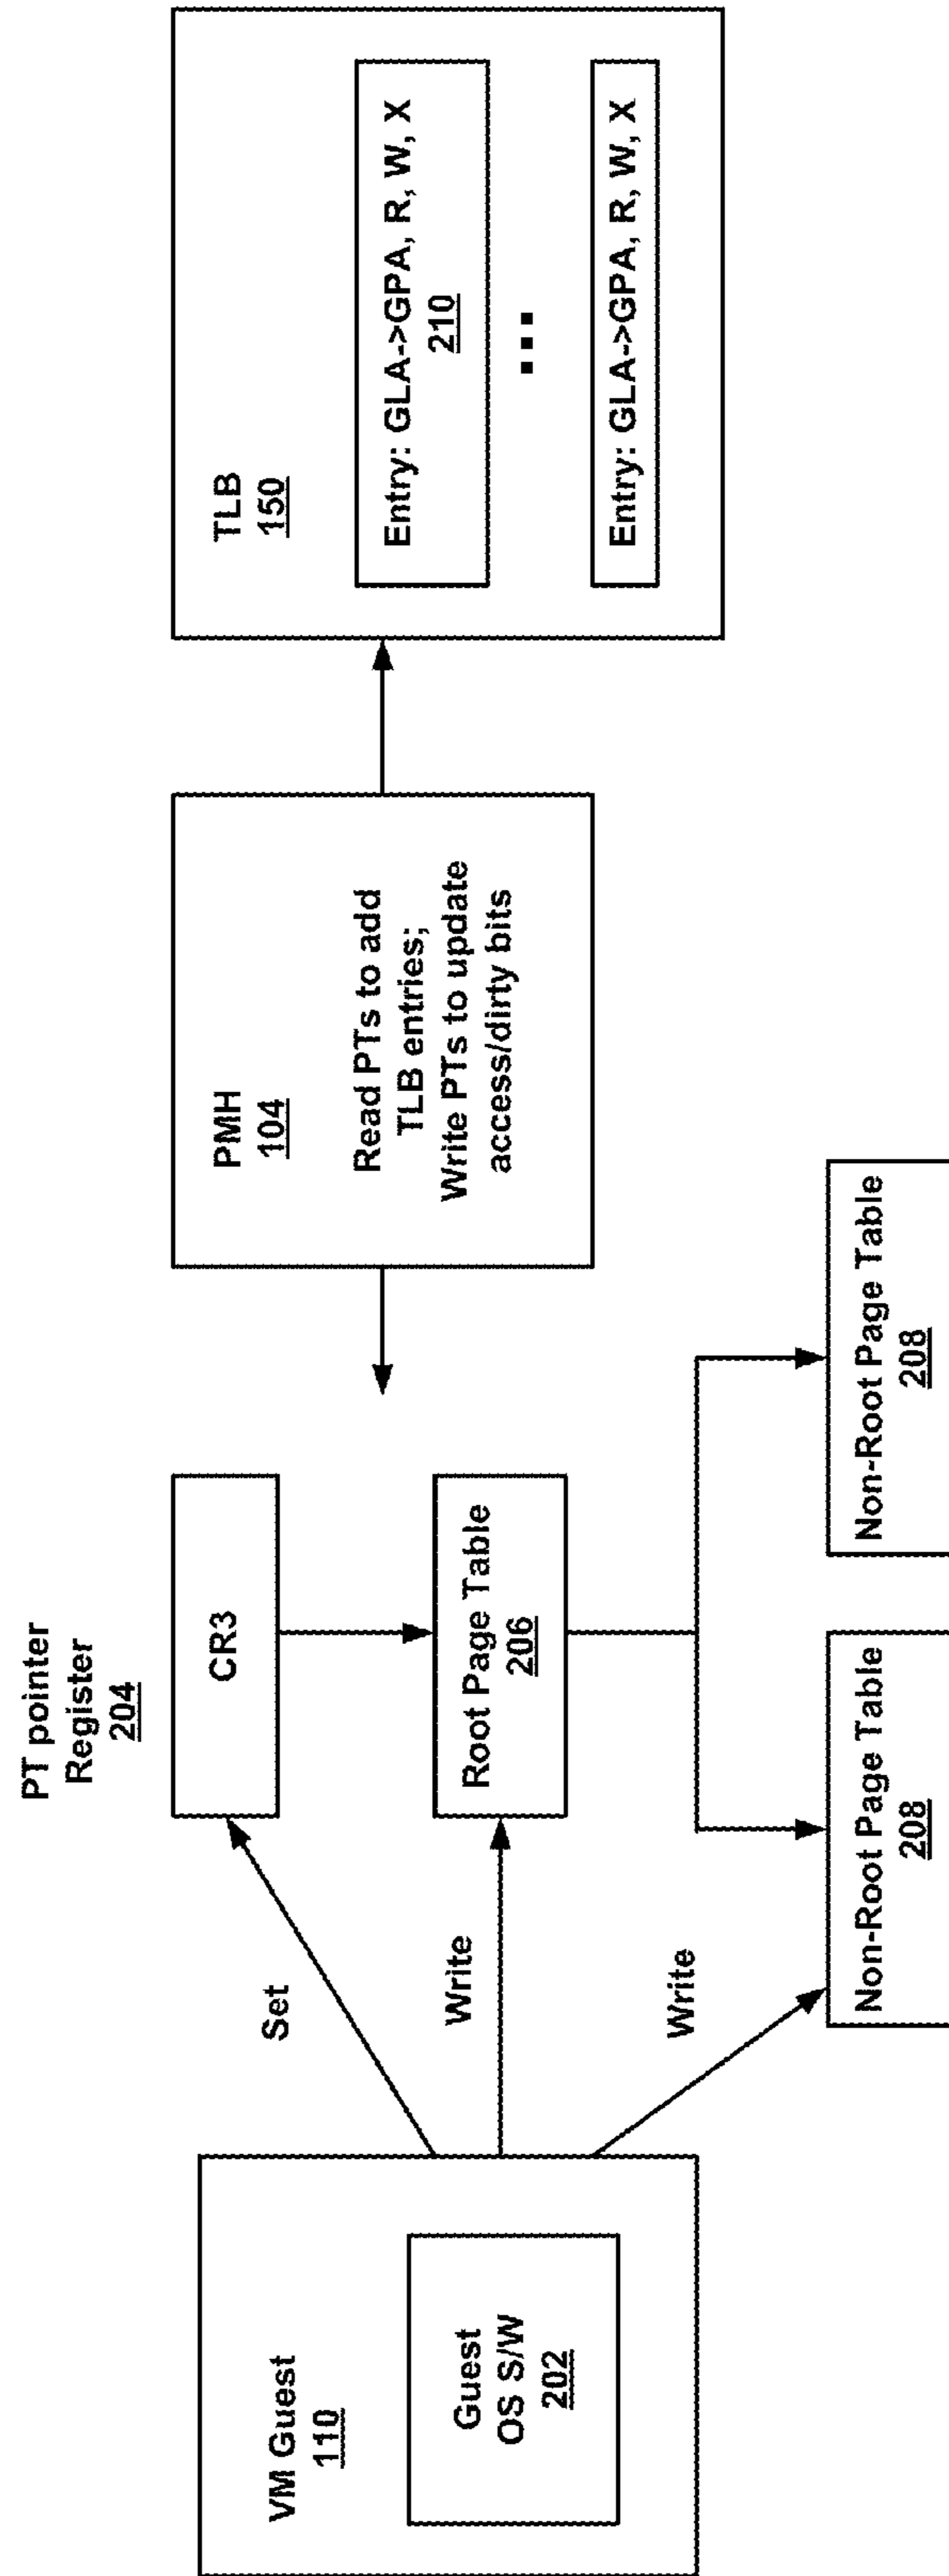 VM Guest
110
Guest
OS S/W
202
Set
Write
Write
PT pointer
Register
204
CR3
Root Page Table
206
Non-Root Page Table
208
Non-Root Page Table
208
PMH
104
Read PTs to add
TLB entries;
Write PTs to update
access/dirty bits
TLB
150
Entry: GLA->GPA, R, W, X
210
...
Entry: GLA->GPA, R, W, X